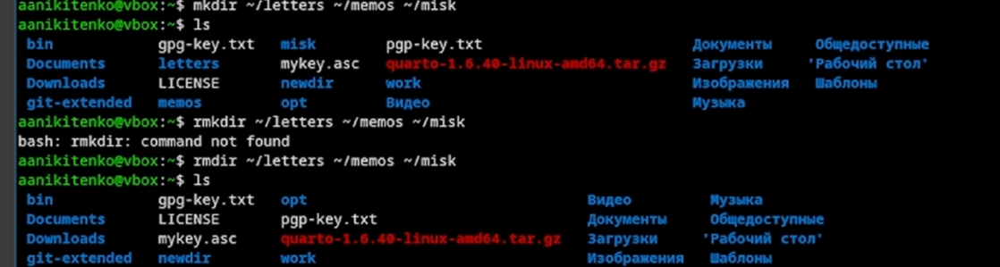 aanikitenko@vbox:~$ mkdir ~/letters ~/memos ~/misk
aanikitenko@vbox:~$ ls
bin gpg-key.txt misk pgp-key.txt Документы Общедоступные
Documents letters mykey.asc quarto-1.6.40-linux-amd64.tar.gz Загрузки 'Рабочий стол'
Downloads LICENSE newdir work Изображения Шаблоны
git-extended memos opt Видео Музыка
aanikitenko@vbox:~$ rmkdir ~/letters ~/memos ~/misk
bash: rmkdir: command not found
aanikitenko@vbox:~$ rmdir ~/letters ~/memos ~/misk
aanikitenko@vbox:~$ ls
bin gpg-key.txt opt Видео Музыка
Documents LICENSE pgp-key.txt Документы Общедоступные
Downloads mykey.asc quarto-1.6.40-linux-amd64.tar.gz Загрузки 'Рабочий стол'
git-extended newdir work Изображения Шаблоны